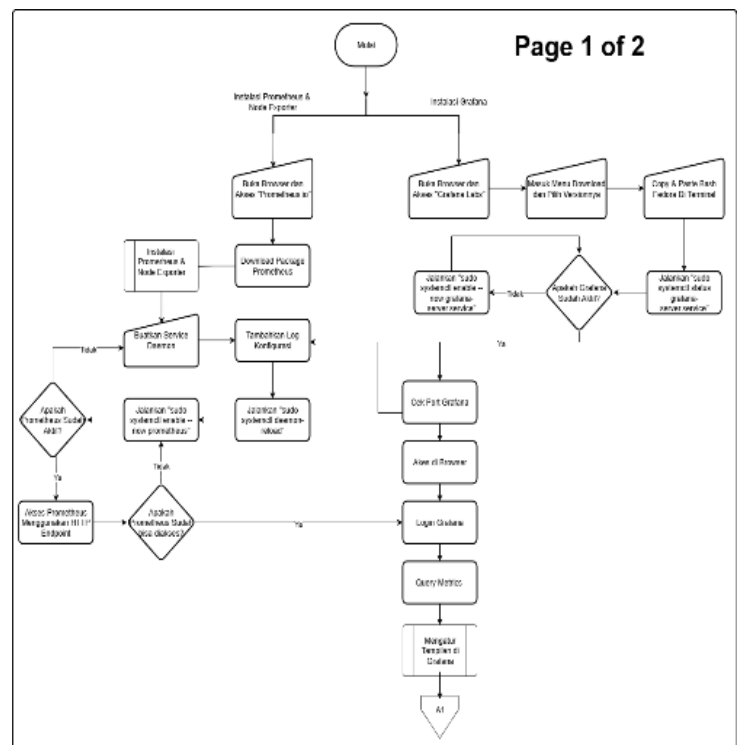 Page 1 of 2
Mulai
Instalasi Prometheus &
Node Exporter
Instalasi Grafana
Buka Browser dan
Akses "Prometheus.io"
Buka Browser dan
Akses "Grafana Labs"
Masuk Menu Download
dan Pilih Versionnya
Copy & Paste Bash
Fedora Di Terminal
Instalasi
Prometheus &
Node Exporter
Download Package
Prometheus
Jalankan "sudo
systemctl enable --
now grafana-
server.service"
Tidak
Apakah Grafana
Sudah Aktif?
Jalankan "sudo
systemctl status
grafana-
server.service"
Ya
Buatkan Service
Daemon
Tambahkan Log
Konfigurasi
Tidak
Cek Port Grafana
Apakah
Prometheus Sudah
Aktif?
Jalankan "sudo
systemctl enable --
now prometheus"
Jalankan "sudo
systemctl daemon-
reload"
Akses di Browser
Ya
Tidak
Akses Prometheus
Menggunakan HTTP
Endpoint
Apakah
Prometheus Sudah
bisa diakses?
Ya
Login Grafana
Query Metrics
Mengatur
Tampilan di
Grafana
A1